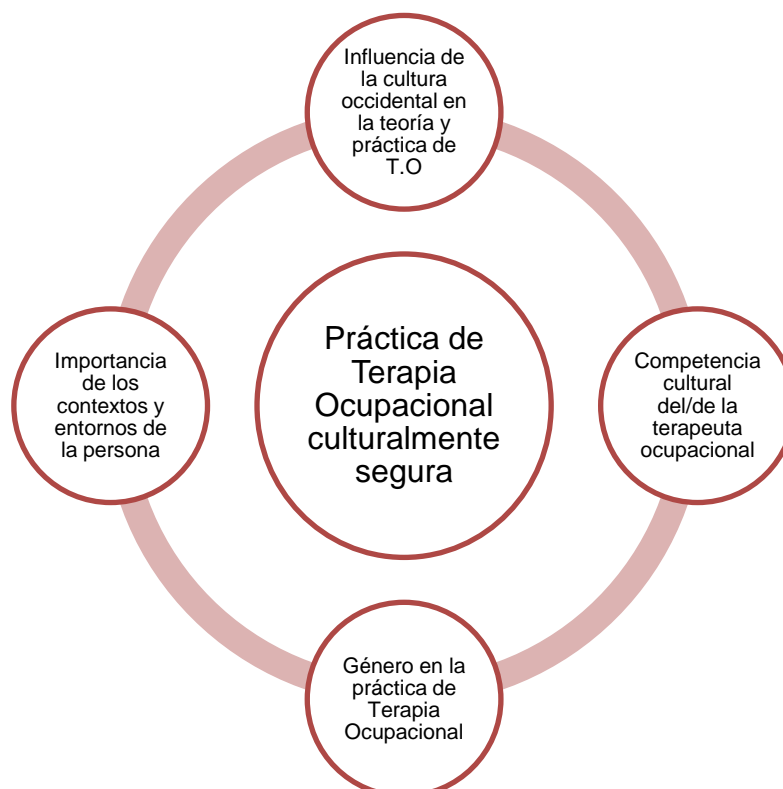 Influencia de
la cultura
occidental en
la teoría y
práctica de
T.O
Práctica de
Terapia
Ocupacional
culturalmente
segura
Importancia
de los
contextos y
entornos de
la persona
Competencia
cultural
del/de la
terapeuta
ocupacional
Género en la
práctica de
Terapia
Ocupacional